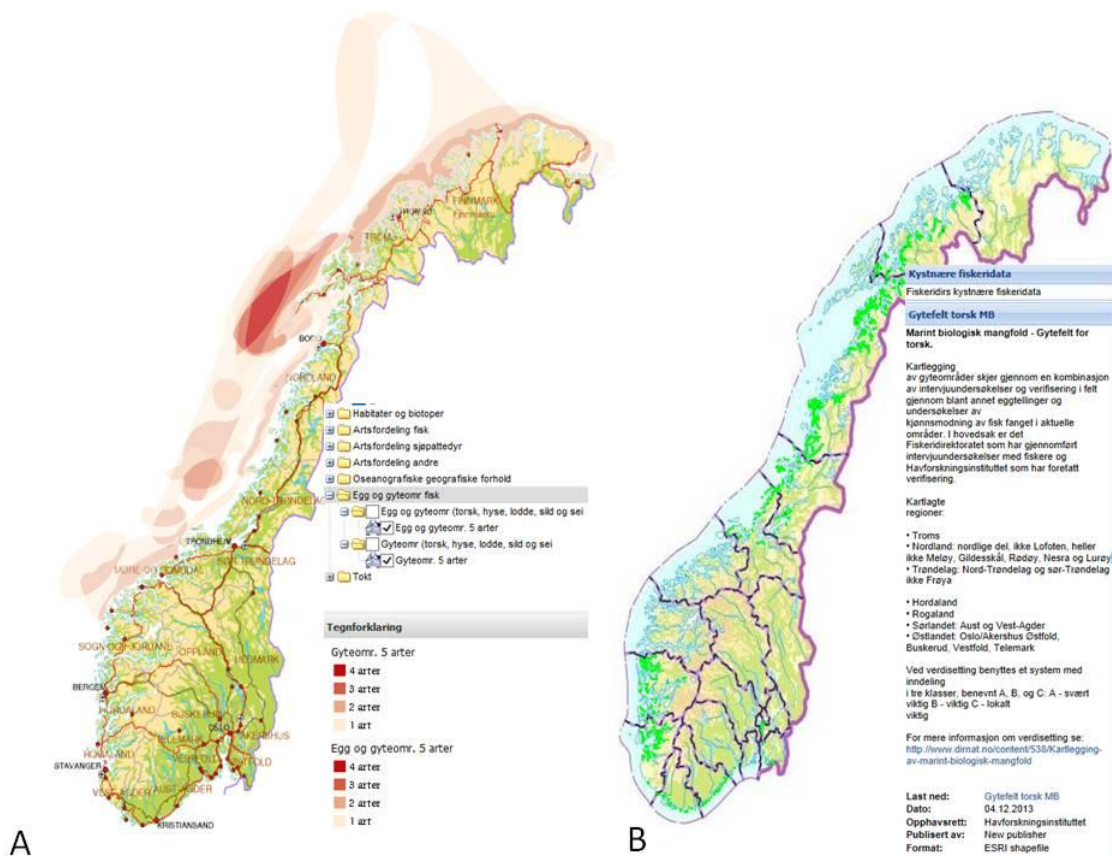 FINNMARK
Finnmárku
TROMS
BODØ
NORDLAND
NORD-TRØNDELAG
TRONDHEIM
SØR-TRØNDELAG
MØRE OG ROMSDAL
SOGN OG FJORDANE
OPPLAND
HEDMARK
BERGEN
HORDALAND
BUSKERUD
OSLO
AKERSHUS
TELEMARK
VESTFOLD
ØSTFOLD
ROGALAND
STAVANGER
VEST-AGDER
AUST-AGDER
KRISTIANSAND
Habitater og biotoper
Artsfordeling fisk
Artsfordeling sjøpattedyr
Artsfordeling andre
Oseanografiske geografiske forhold
Egg og gyteomr fisk
Egg og gyteomr (torsk, hyse, lodde, sild og sei
Egg og gyteomr. 5 arter
Gyteomr (torsk, hyse, lodde, sild og sei
Gyteomr. 5 arter
Tokt
Tegnforklaring
Gyteomr. 5 arter
4 arter
3 arter
2 arter
1 art
Egg og gyteomr. 5 arter
4 arter
3 arter
2 arter
1 art
A
Kystnære fiskeridata
Fiskeridirs kystnære fiskeridata
Gytefelt torsk MB
Marint biologisk mangfold - Gytefelt for
torsk.
Kartlegging
av gyteområder skjer gjennom en kombinasjon
av intervjuundersøkelser og verifisering i felt
gjennom blant annet eggtellinger og
undersøkelser av
kjønnsmodning av fisk fanget i aktuelle
områder. I hovedsak er det
Fiskeridirektoratet som har gjennomført
intervjuundersøkelser med fiskere og
Havforskningsinstituttet som har foretatt
verifisering.
Kartlagte
regioner:
• Troms
• Nordland: nordlige del, ikke Lofoten, heller
ikke Meløy, Gildesskål, Rødøy, Nesra og Lurøy
• Trøndelag: Nord-Trøndelag og sør-Trøndelag
ikke Frøya
• Hordaland
• Rogaland
• Sørlandet: Aust og Vest-Agder
• Østlandet: Oslo/Akershus Østfold,
Buskerud, Vestfold, Telemark
Ved verdisetting benyttes et system med
inndeling
i tre klasser, benevnt A, B, og C: A - svært
viktig B - viktig C - lokalt
viktig
For mere informasjon om verdisetting se:
http://www.dirnat.no/content/538/Kartlegging-
av-marint-biologisk-mangfold
Last ned: Gytefelt torsk MB
Dato: 04.12.2013
Opphavsrett: Havforskningsinstituttet
Publisert av: New publisher
Format: ESRI shapefile
B